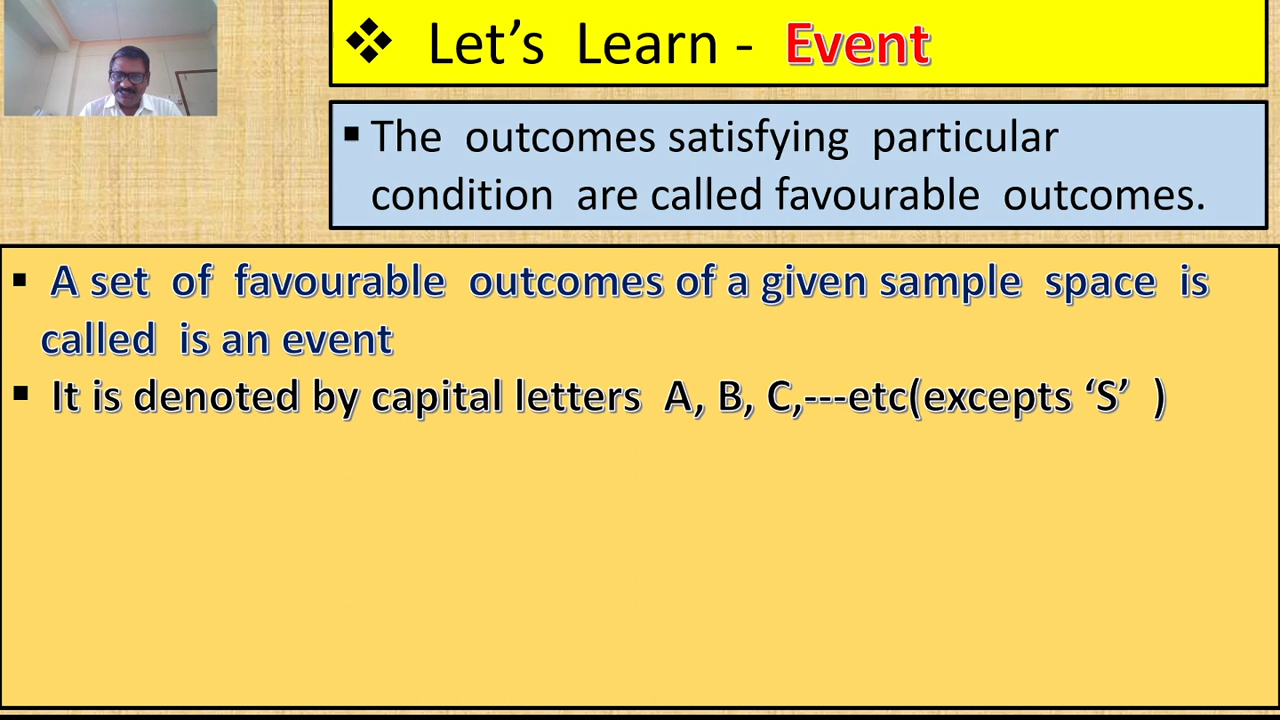 ❖ Let’s Learn - Event
▪ The outcomes satisfying particular
condition are called favourable outcomes.
▪ A set of favourable outcomes of a given sample space is
called is an event
▪ It is denoted by capital letters A, B, C,---etc(excepts ‘S’ )